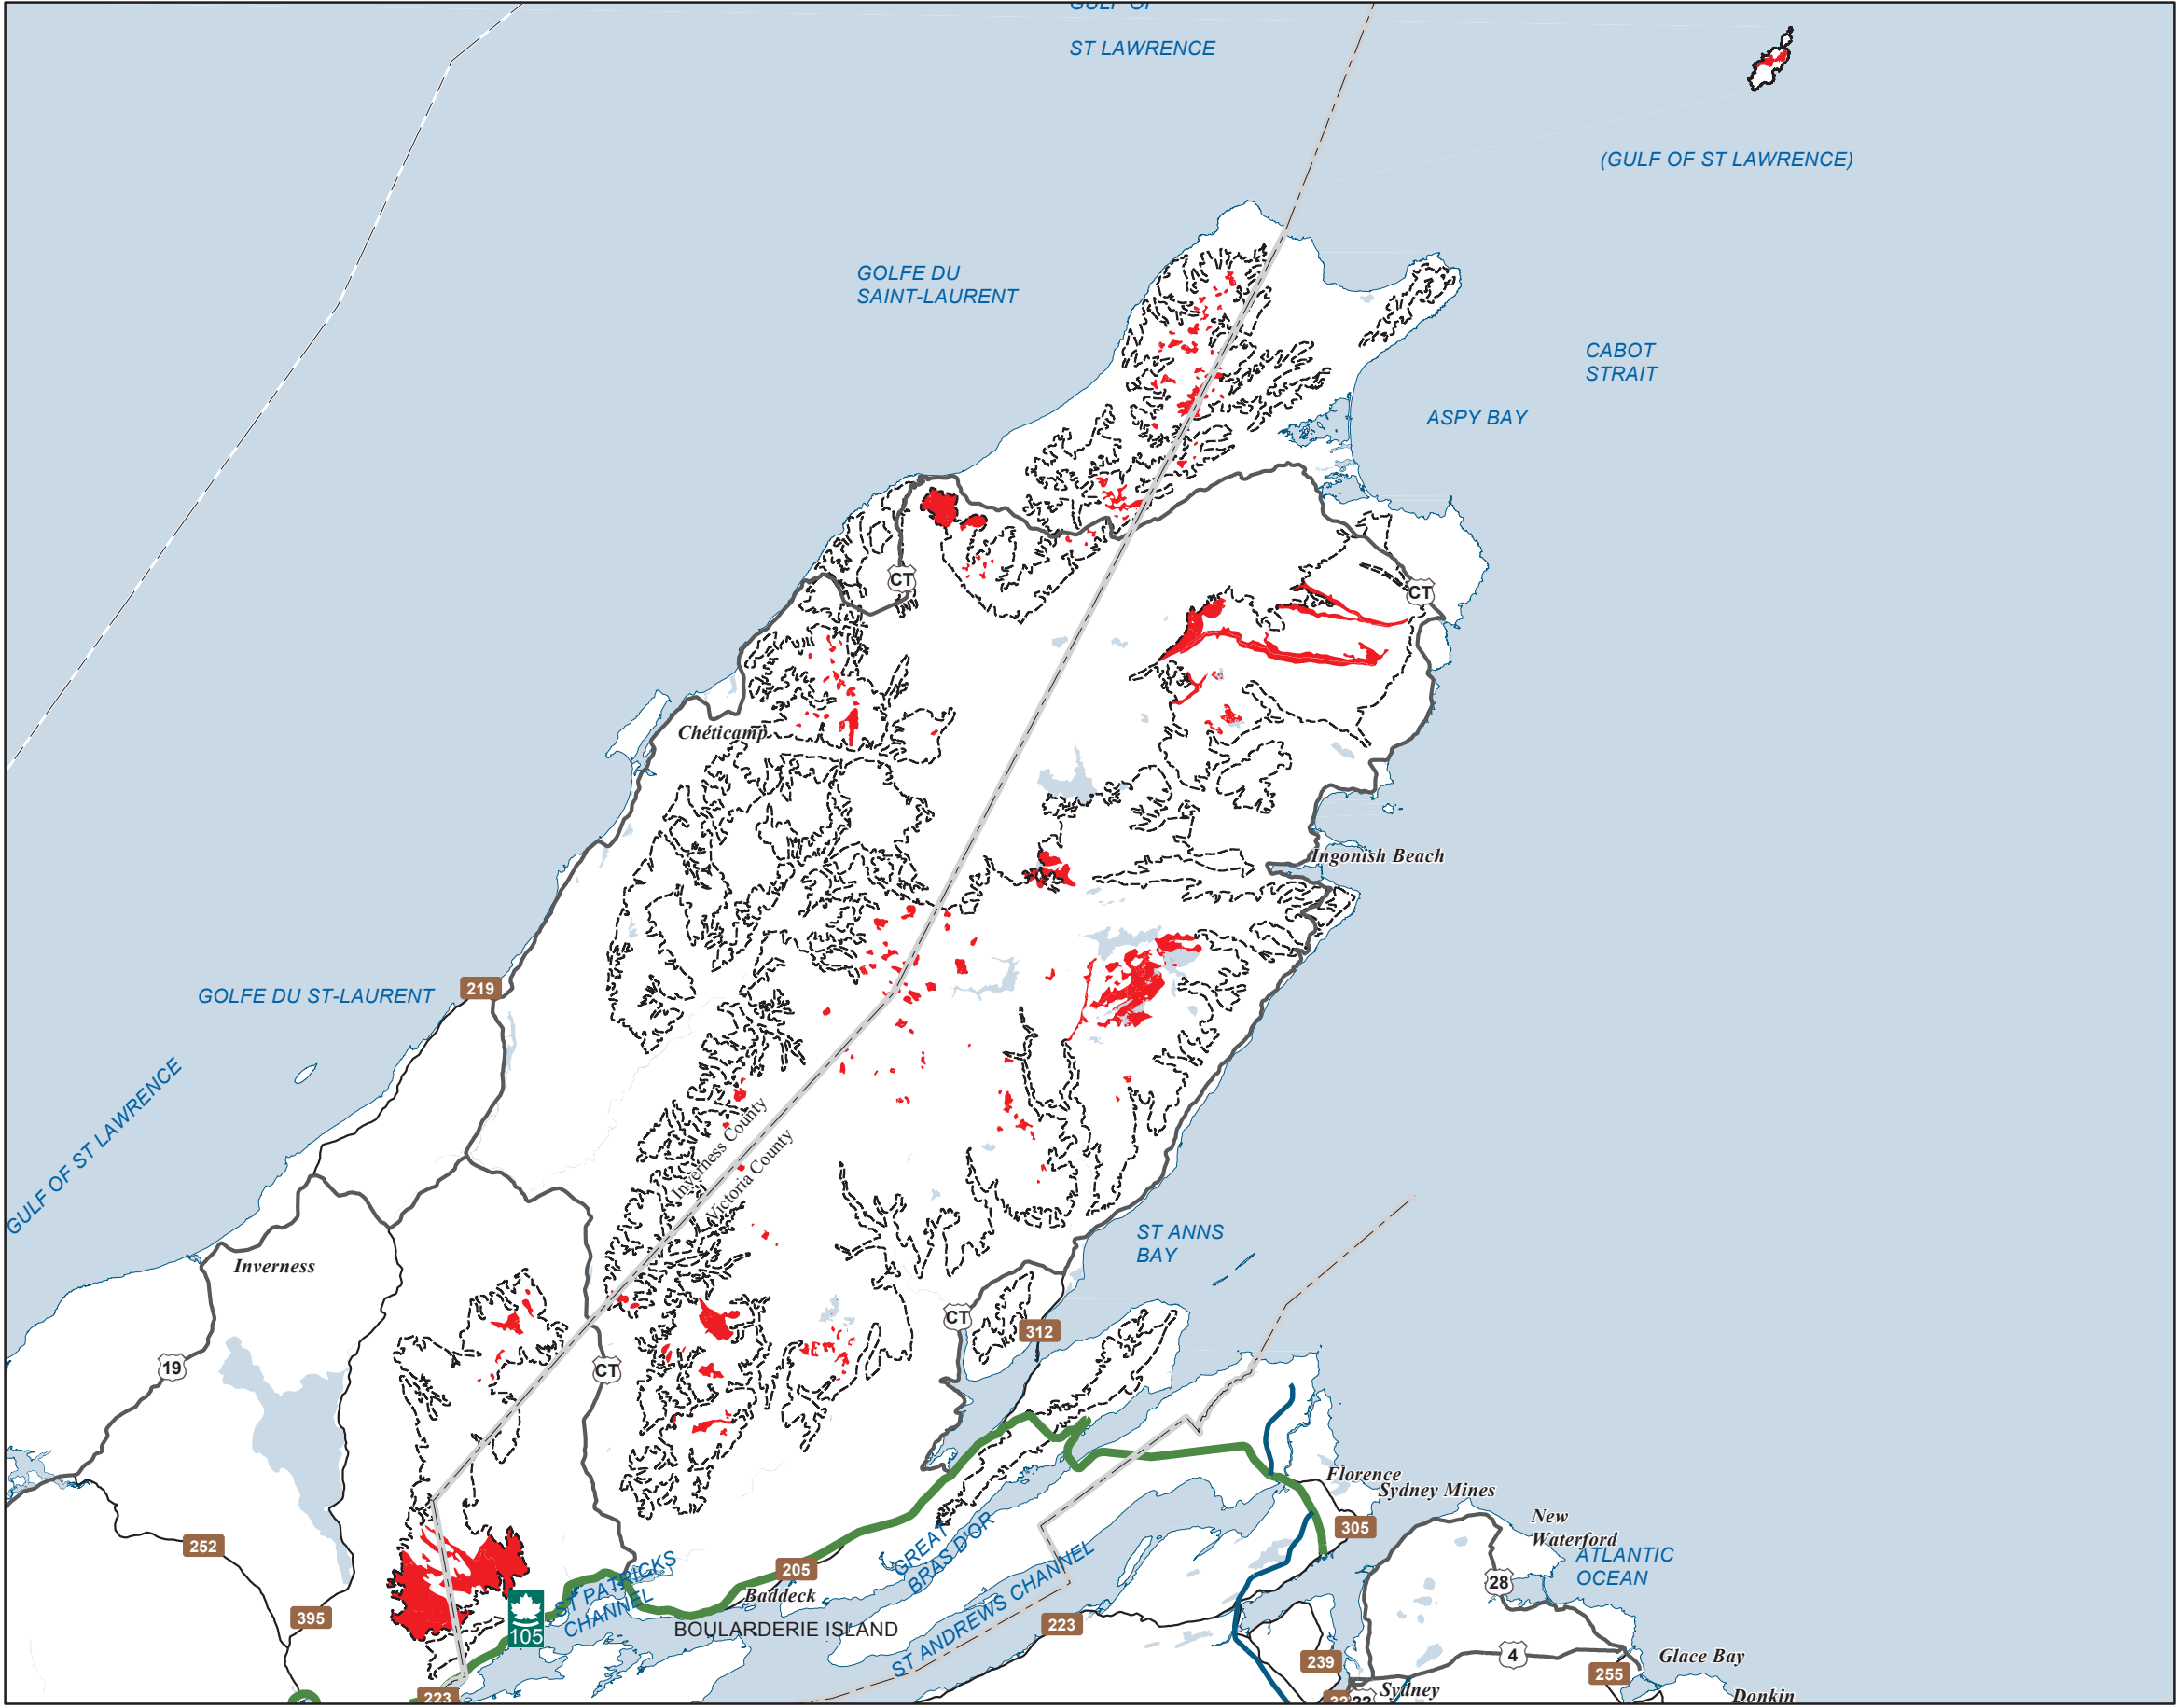 GULF OF
ST LAWRENCE
(GULF OF ST LAWRENCE)
GOLFE DU
SAINT-LAURENT
CABOT
STRAIT
ASPY BAY
CT
CT
Chéticamp
Ingonish Beach
219
GOLFE DU ST-LAURENT
GULF OF ST LAWRENCE
Inverness County
Victoria County
ST ANNS
BAY
Inverness
CT
312
19
CT
Florence
Sydney Mines
New
Waterford
305
252
GREAT
BRAS D'OR
ATLANTIC
OCEAN
205
28
ST PATRICKS
CHANNEL
Baddeck
395
105
BOULARDERIE ISLAND
ST ANDREWS CHANNEL
223
239
4
Glace Bay
255
223
Sydney
22
Donkin